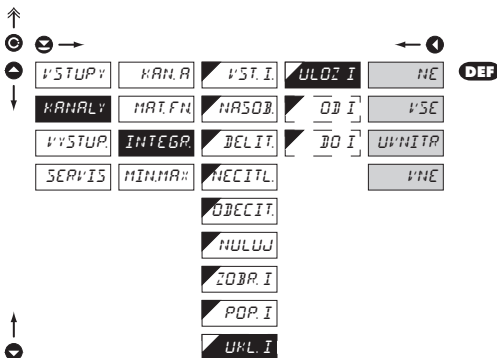 VSTUPY KAN. A VST. I. ULOZ I NE DEF
KANALY MAT. FN. NASOB. OD I VSE
VYSTUP. INTEGR. DELIT. DO I UVNITR
SERVIS MIN.MAX NECITL. VNE
ODECIT.
NULUJ
ZOBR. I
POP. I
UKL. I